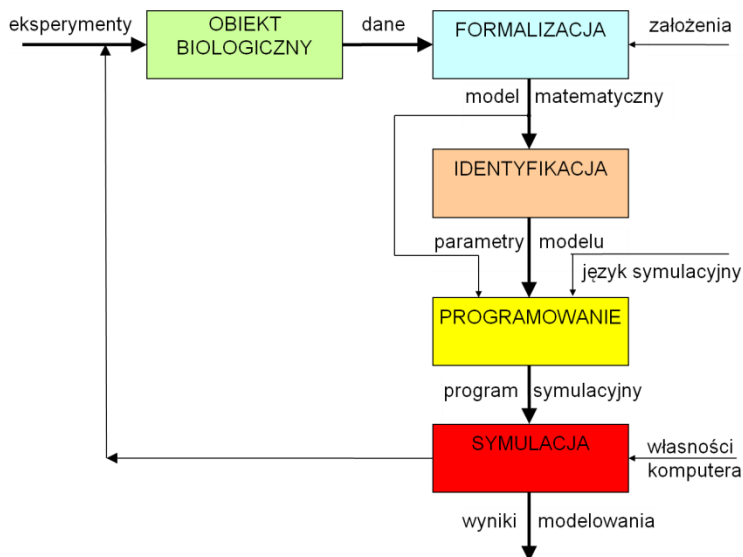 eksperymenty
OBIEKT
BIOLOGICZNY
dane
FORMALIZACJA
założenia
model matematyczny
IDENTYFIKACJA
parametry modelu
język symulacyjny
PROGRAMOWANIE
program symulacyjny
SYMULACJA
własności
komputera
wyniki modelowania